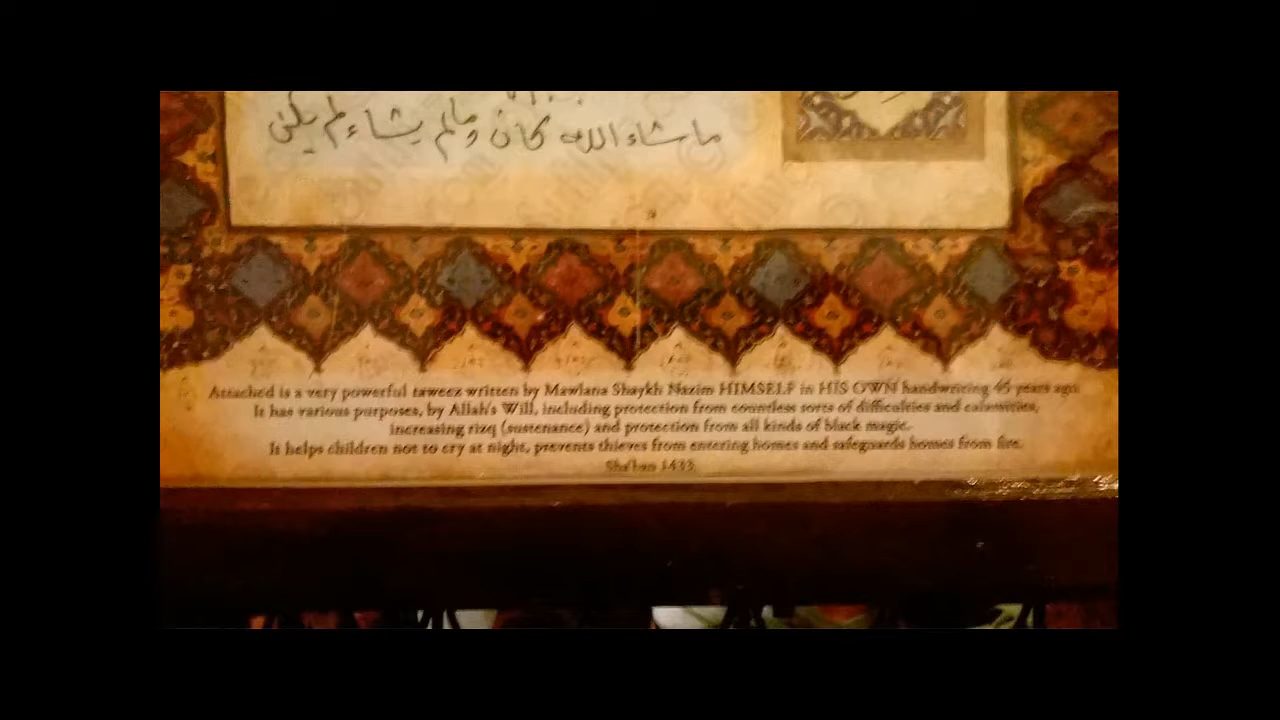 ما شاء الله كان وما لم يشاء لم يكن
Attached is a very powerful taweez written by Mawlana Shaykh Nazim HIMSELF in HIS OWN handwriting 45 years ago.
It has various purposes, by Allah's Will, including protection from countless sorts of difficulties and calamities,
increasing rizq (sustenance) and protection from all kinds of black magic.
It helps children not to cry at night, prevents thieves from entering homes and safeguards homes from fire.
Sha'ban 1433